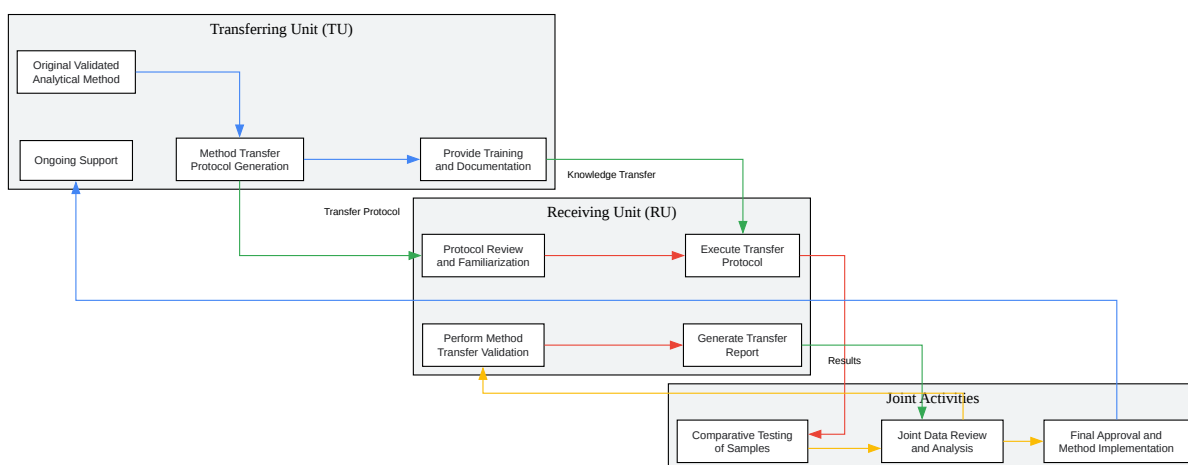 Transferring Unit (TU)
Original Validated
Analytical Method
Ongoing Support
Method Transfer
Protocol Generation
Provide Training
and Documentation
Knowledge Transfer
Transfer Protocol
Receiving Unit (RU)
Protocol Review
and Familiarization
Execute Transfer
Protocol
Perform Method
Transfer Validation
Generate Transfer
Report
Results
Joint Activities
Comparative Testing
of Samples
Joint Data Review
and Analysis
Final Approval and
Method Implementation